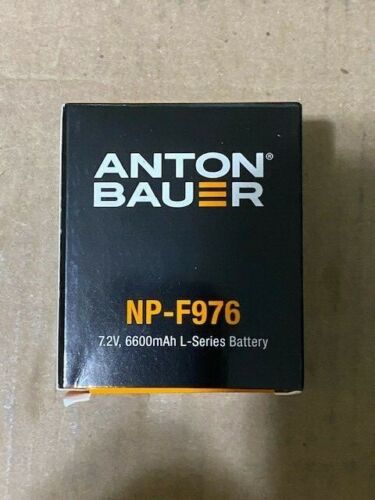 ANTON®
BAUER
NP-F976
7.2V, 6600mAh L-Series Battery